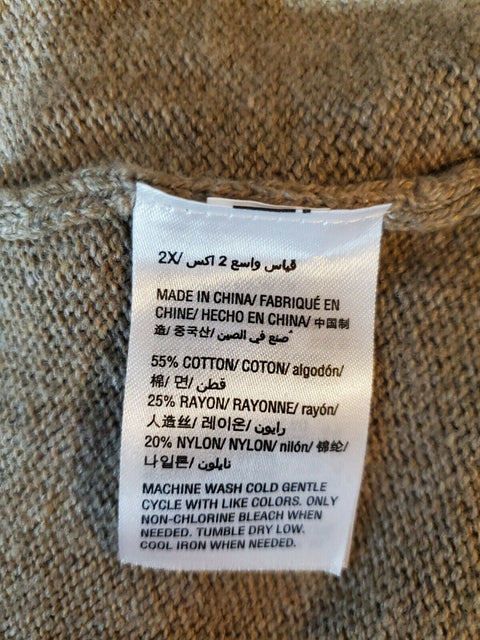 2X/ قياس واسع 2 اكس
MADE IN CHINA/ FABRIQUÉ EN
CHINE/ HECHO EN CHINA/ 中国制
造/ 중국산/ صنع في الصين
55% COTTON/ COTON/ algodón/
棉/ 면/ قطن
25% RAYON/ RAYONNE/ rayón/
人造丝/ 레이온/ رايون
20% NYLON/ NYLON/ nilón/ 锦纶/
나일론/ نايلون
MACHINE WASH COLD GENTLE
CYCLE WITH LIKE COLORS. ONLY
NON-CHLORINE BLEACH WHEN
NEEDED. TUMBLE DRY LOW.
COOL IRON WHEN NEEDED.